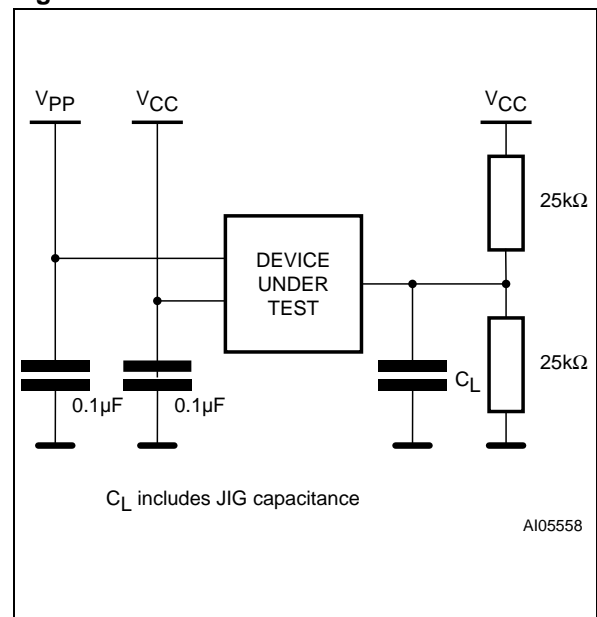 VPP
VCC
VCC
25kΩ
DEVICE
UNDER
TEST
25kΩ
CL
0.1µF
0.1µF
CL includes JIG capacitance
AI05558